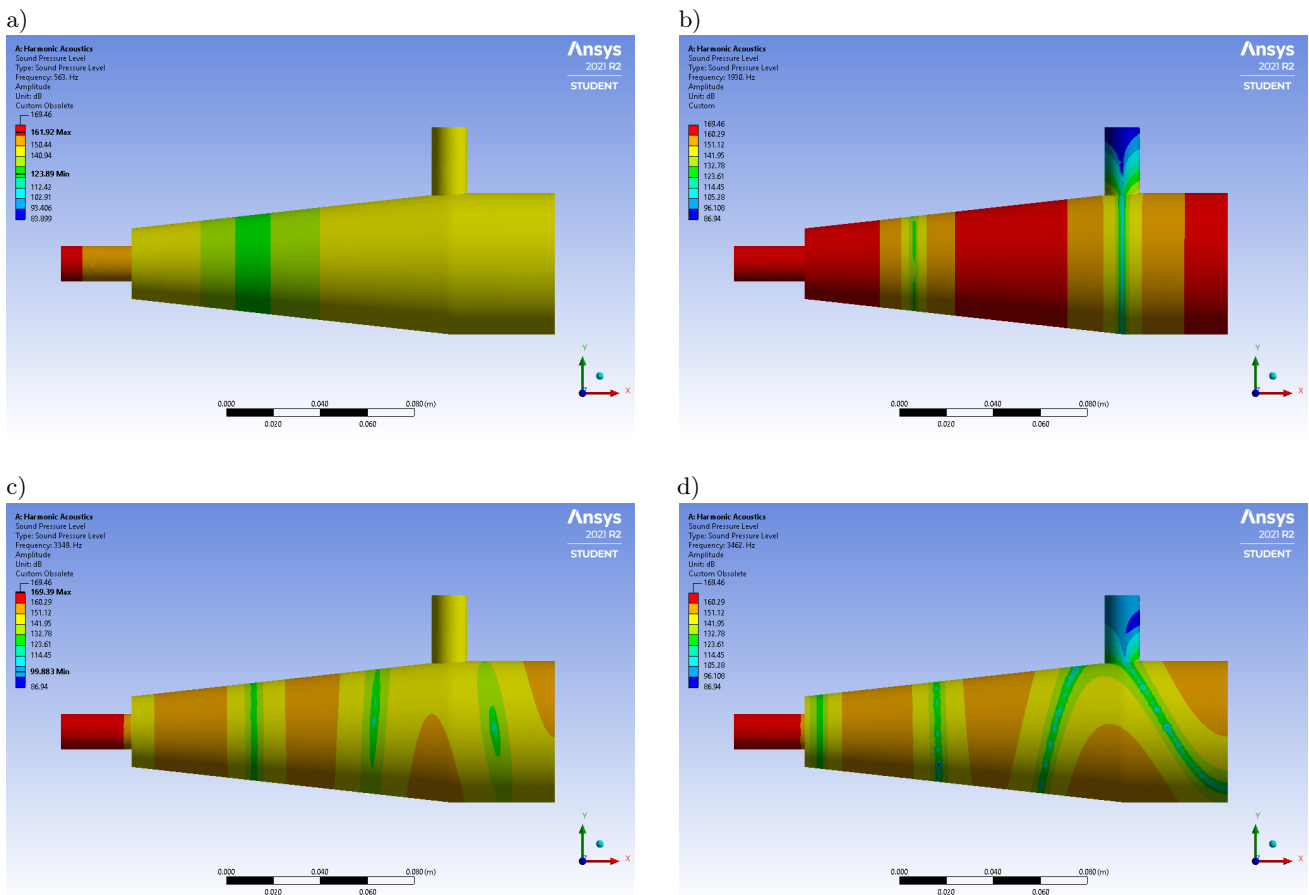 a)
A: Harmonic Acoustics
Sound Pressure Level
Type: Sound Pressure Level
Frequency: 563. Hz
Amplitude
Unit: dB
Custom Obsolete
169.46
161.92 Max
150.44
140.94
123.89 Min
112.42
102.91
93.406
83.899
Ansys
2021 R2
STUDENT
0.000
0.040
0.080 (m)
0.020
0.060
Y
X
b)
A: Harmonic Acoustics
Sound Pressure Level
Type: Sound Pressure Level
Frequency: 1930. Hz
Amplitude
Unit: dB
Custom
169.46
160.29
151.12
141.95
132.78
123.61
114.45
105.28
96.108
86.94
Ansys
2021 R2
STUDENT
0.000
0.040
0.080 (m)
0.020
0.060
Y
X
c)
A: Harmonic Acoustics
Sound Pressure Level
Type: Sound Pressure Level
Frequency: 3349. Hz
Amplitude
Unit: dB
Custom Obsolete
169.46
169.39 Max
160.29
151.12
141.95
132.78
123.61
114.45
99.883 Min
86.94
Ansys
2021 R2
STUDENT
0.000
0.040
0.080 (m)
0.020
0.060
Y
X
d)
A: Harmonic Acoustics
Sound Pressure Level
Type: Sound Pressure Level
Frequency: 3462. Hz
Amplitude
Unit: dB
Custom Obsolete
169.46
160.29
151.12
141.95
132.78
123.61
114.45
105.28
96.108
86.94
Ansys
2021 R2
STUDENT
0.000
0.040
0.080 (m)
0.020
0.060
Y
X